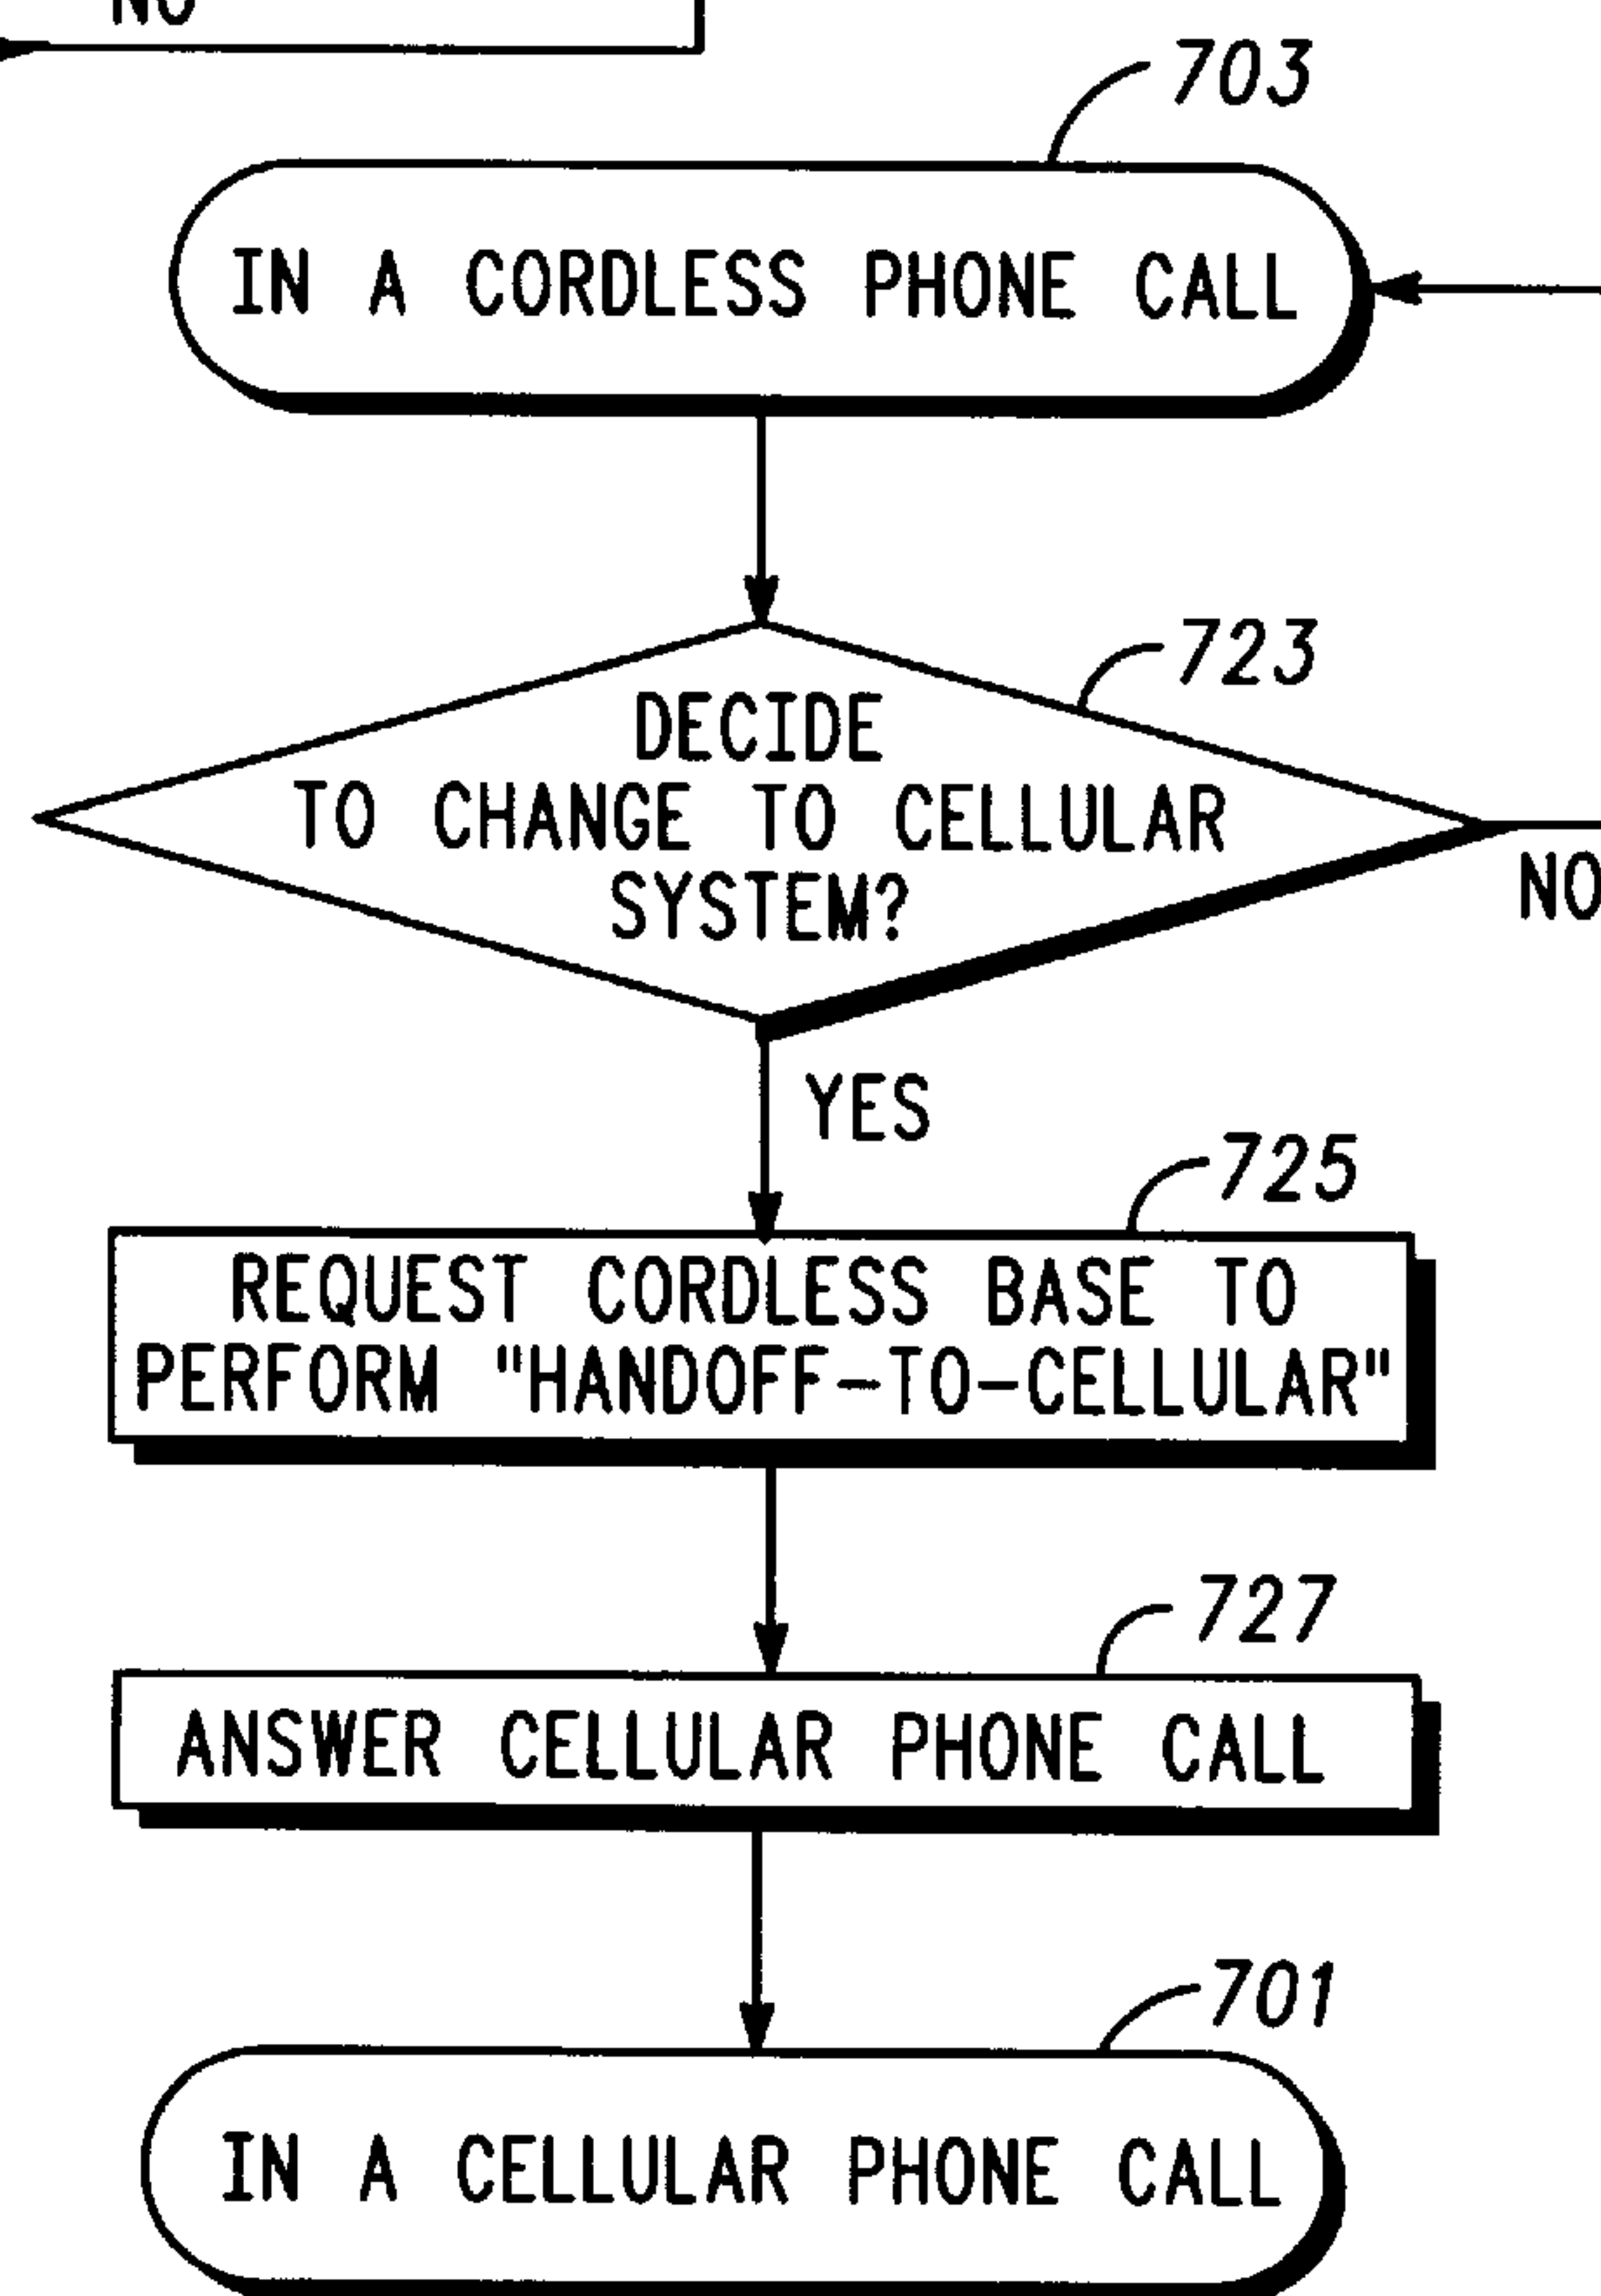 NO
703
IN A CORDLESS PHONE CALL
723
DECIDE
TO CHANGE TO CELLULAR
SYSTEM?
NO
YES
725
REQUEST CORDLESS BASE TO
PERFORM "HANDOFF-TO-CELLULAR"
727
ANSWER CELLULAR PHONE CALL
701
IN A CELLULAR PHONE CALL